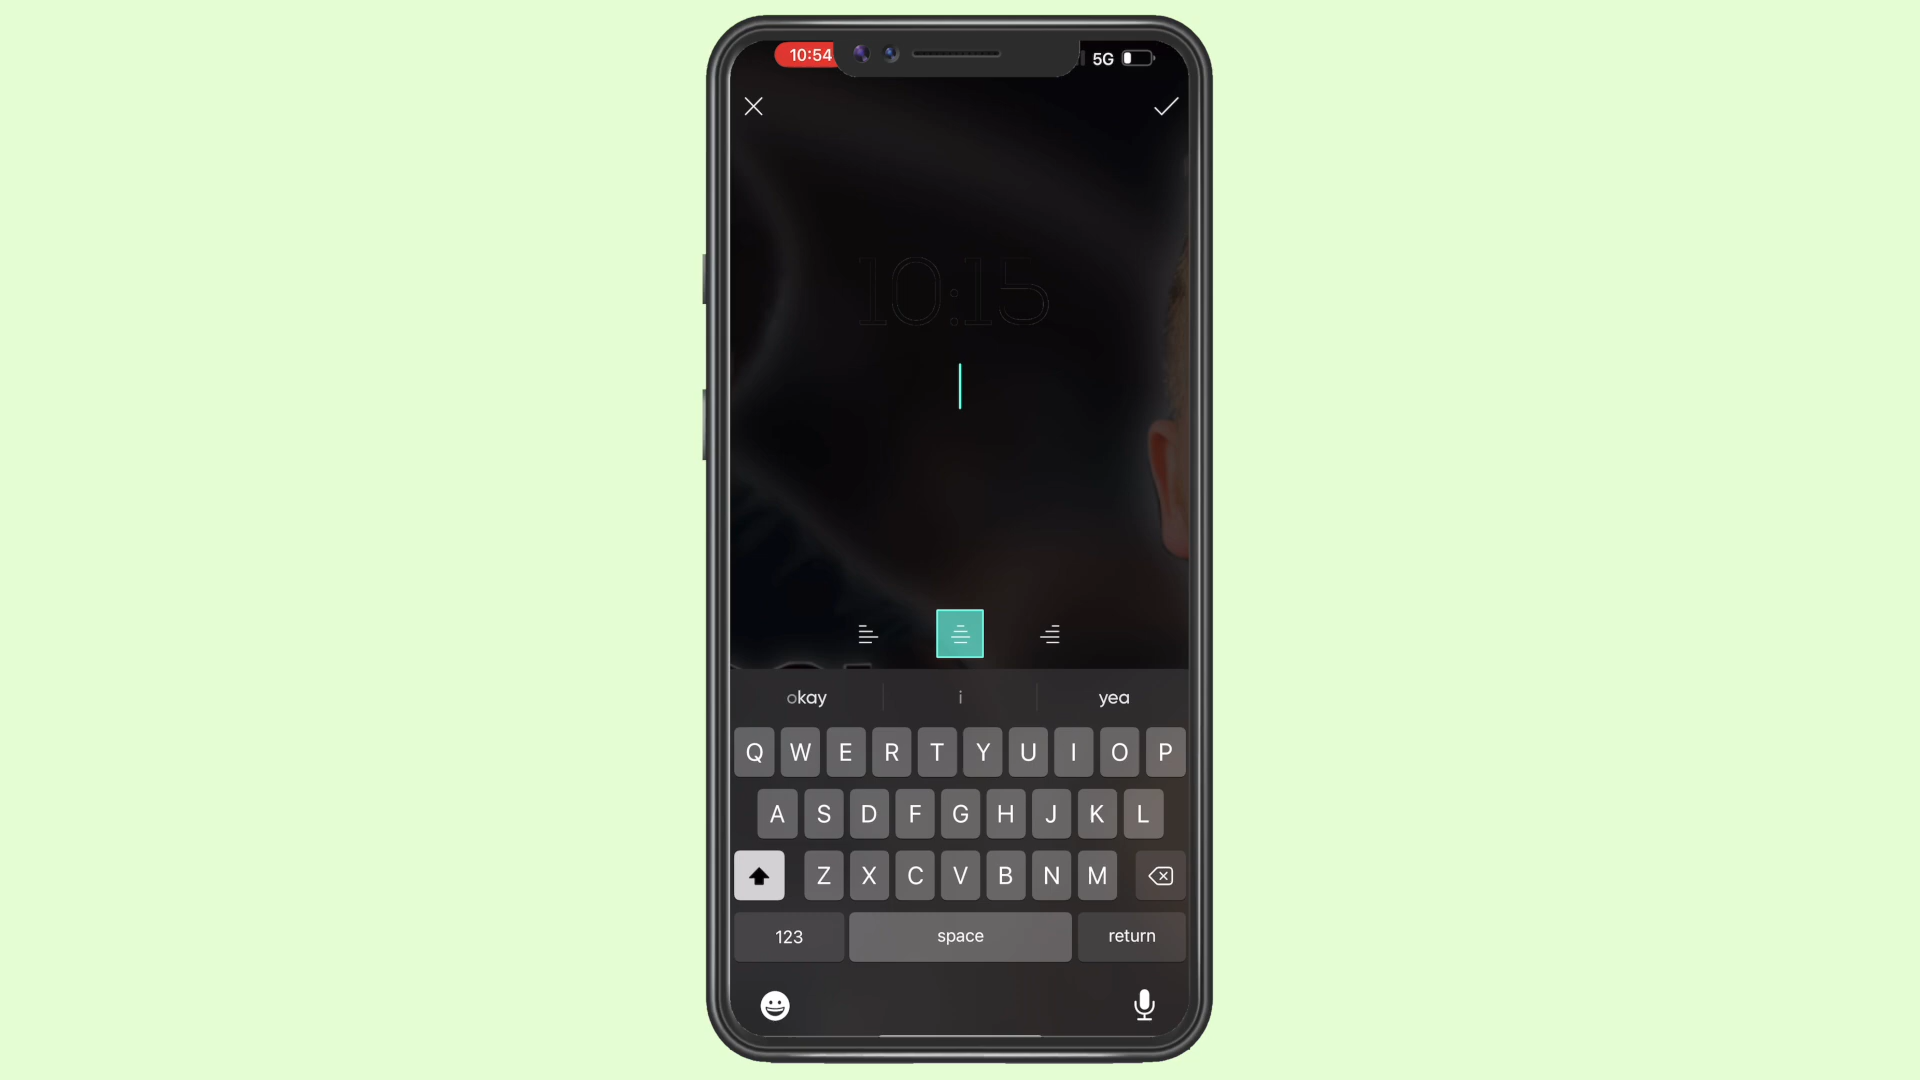 10:54
5G
10:15
okay
i
yea
Q W E R T Y U I O P
A S D F G H J K L
Z X C V B N M
123
space
return